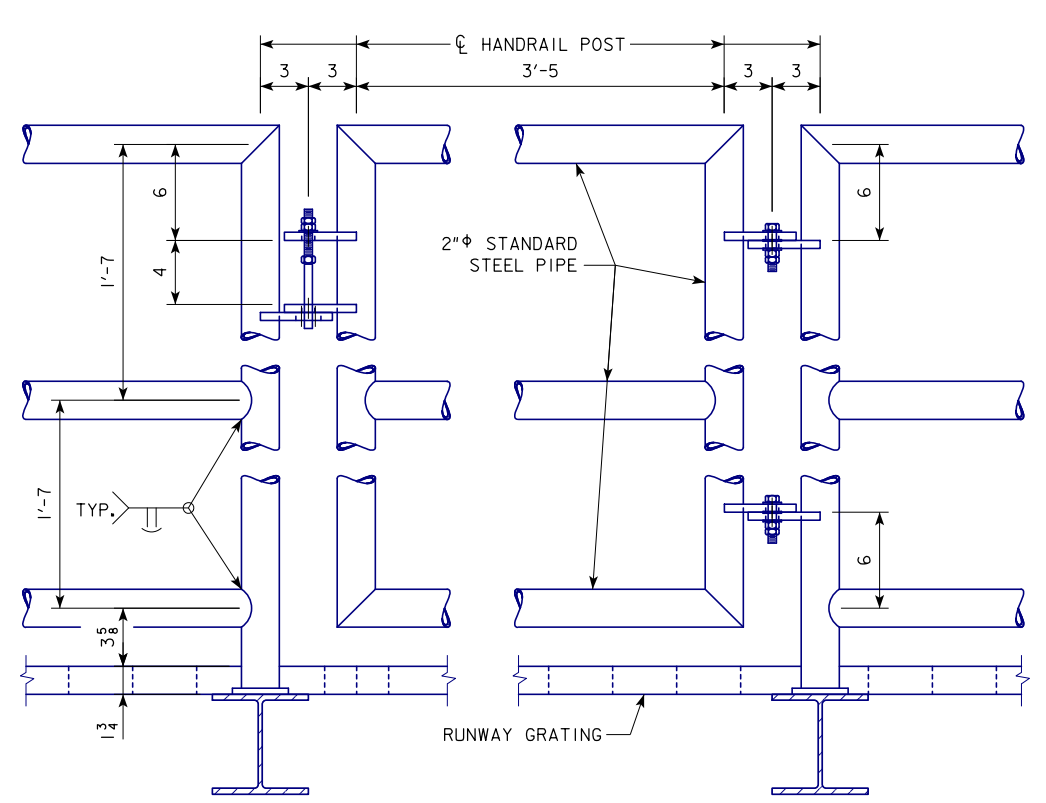 ℄ HANDRAIL POST
3 3 3'-5 3 3
6
6
2"ϕ STANDARD
STEEL PIPE
1'-7
4
1'-7
TYP.
6
3 5/8
1 3/4
RUNWAY GRATING